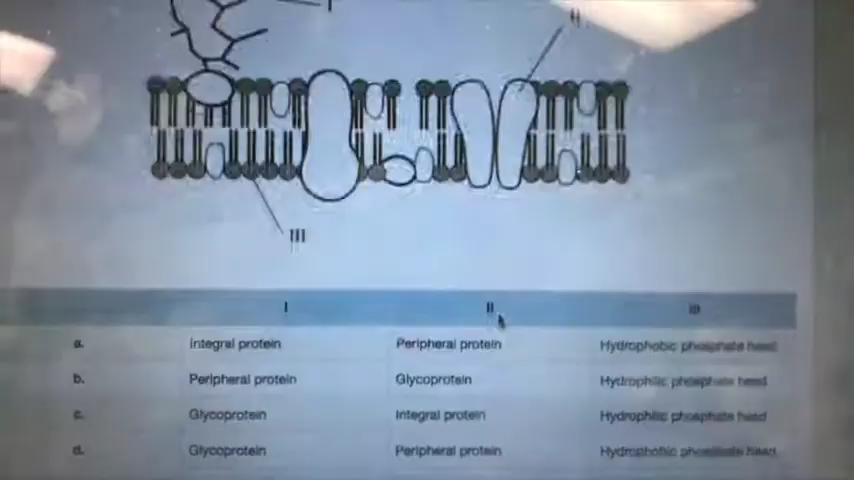 I
II
III
I II III
a. Integral protein Peripheral protein Hydrophobic phosphate head
b. Peripheral protein Glycoprotein Hydrophilic phosphate head
c. Glycoprotein Integral protein Hydrophilic phosphate head
d. Glycoprotein Peripheral protein Hydrophobic phosphate head